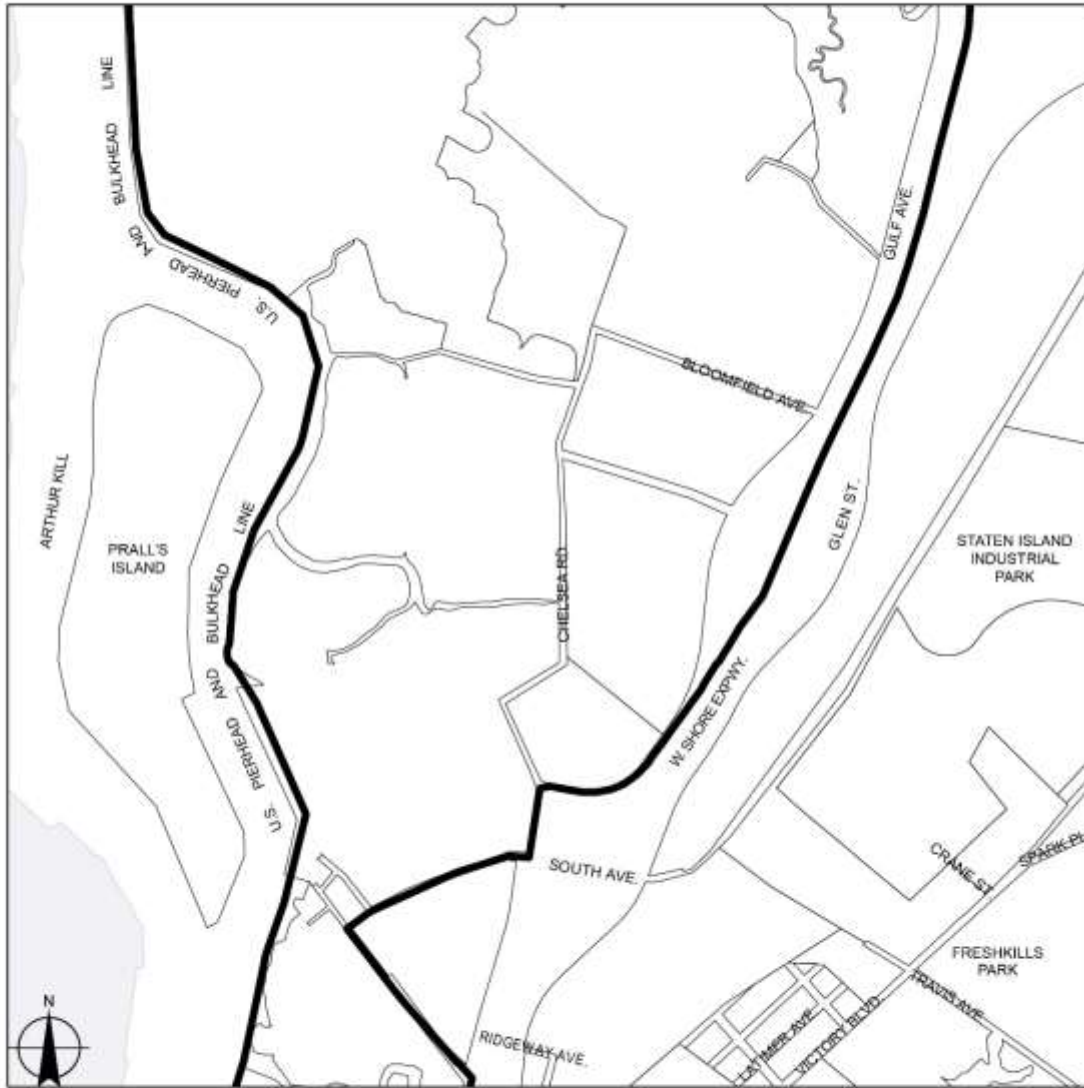 LINE
BULKHEAD
AND
PIERHEAD
U.S.
GULF AVE.
BLOOMFIELD AVE.
ARTHUR KILL
PRALL'S
ISLAND
LINE
BULKHEAD
AND
U.S. PIERHEAD
CHELSEA RD
GLEN ST.
STATEN ISLAND
INDUSTRIAL
PARK
W. SHORE EXPWY.
SOUTH AVE.
CRANE ST
SPARK PL
FRESHKILLS
PARK
TRAVIS AVE.
VICTORY BLVD.
LATIMER AVE
RIDGEWAY AVE.
N